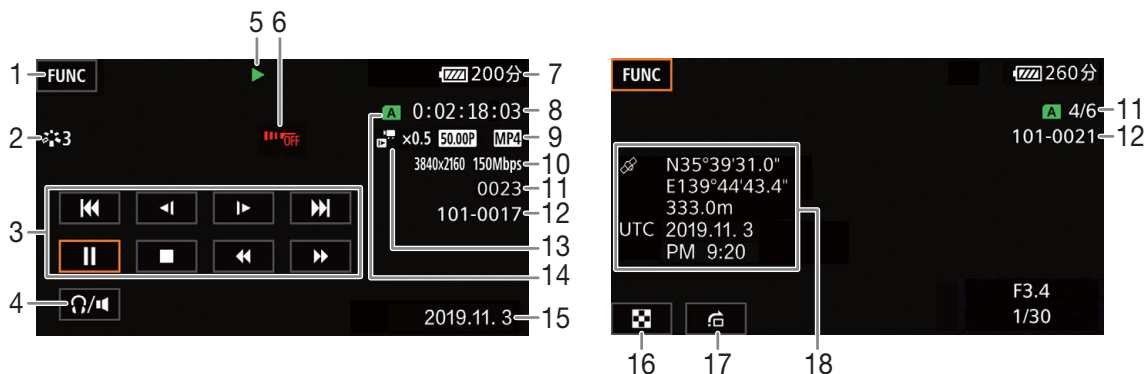 5 6
1 FUNC 200分 7
A 0:02:18:03 8
2 3 OFF ×0.5 50.00P MP4 9
3840x2160 150Mbps 10
0023 11
3 101-0017 12
13
14
4
2019.11. 3 15
FUNC 260分
A 4/6 11
101-0021 12
N35°39'31.0"
E139°44'43.4"
333.0m
UTC 2019.11. 3
PM 9:20
F3.4
1/30
16 17 18